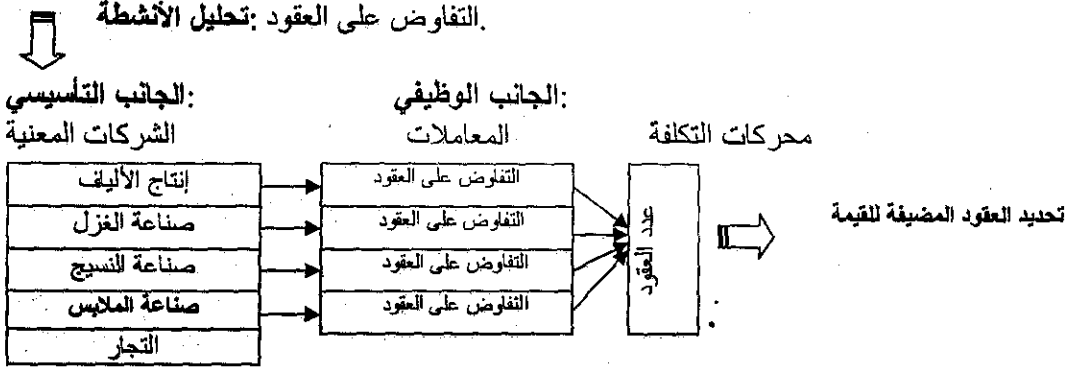 تحليل الأنشطة: التفاوض على العقود.
الجانب التأسيسي:
الجانب الوظيفي:
الشركات المعنية
المعاملات
محركات التكلفة
إنتاج الألياف
التفاوض على العقود
صناعة الغزل
التفاوض على العقود
صناعة النسيج
التفاوض على العقود
صناعة الملابس
التفاوض على العقود
التجار
عدد العقود
تحديد العقود المضيفة للقيمة